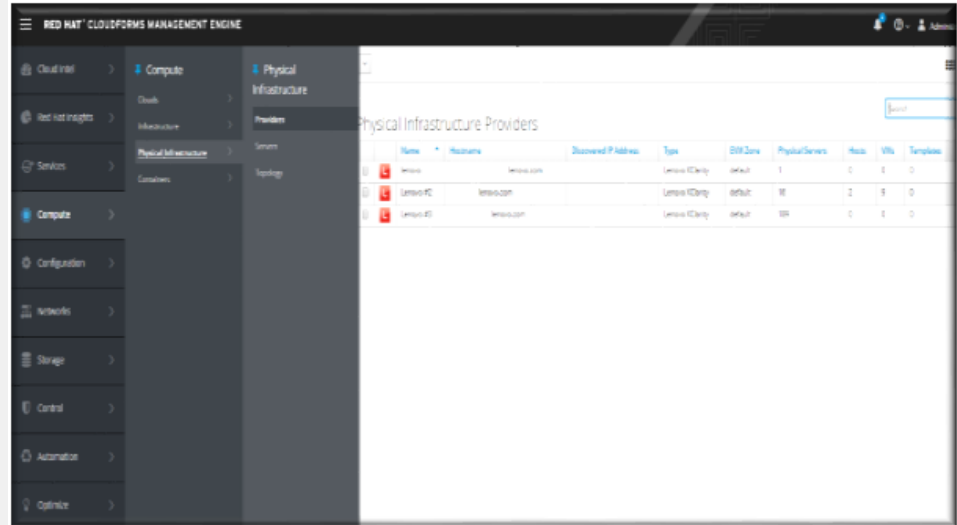 RED HAT® CLOUDFORMS MANAGEMENT ENGINE
Cloud Intel
Red Hat Insights
Services
Compute
Configuration
Networks
Storage
Control
Automation
Optimize
Compute
Clouds
Infrastructure
Physical Infrastructure
Containers
Physical
Infrastructure
Providers
Servers
Topology
Search
Physical Infrastructure Providers
Name Hostname Discovered IP Address Type EVM Zone Physical Servers Hosts VMs Templates
lenovo lenovo.com Lenovo XClarity default 1 0 0 0
Lenovo #2 lenovo.com Lenovo XClarity default 2 9 0
Lenovo #3 lenovo.com Lenovo XClarity default 0 0 0